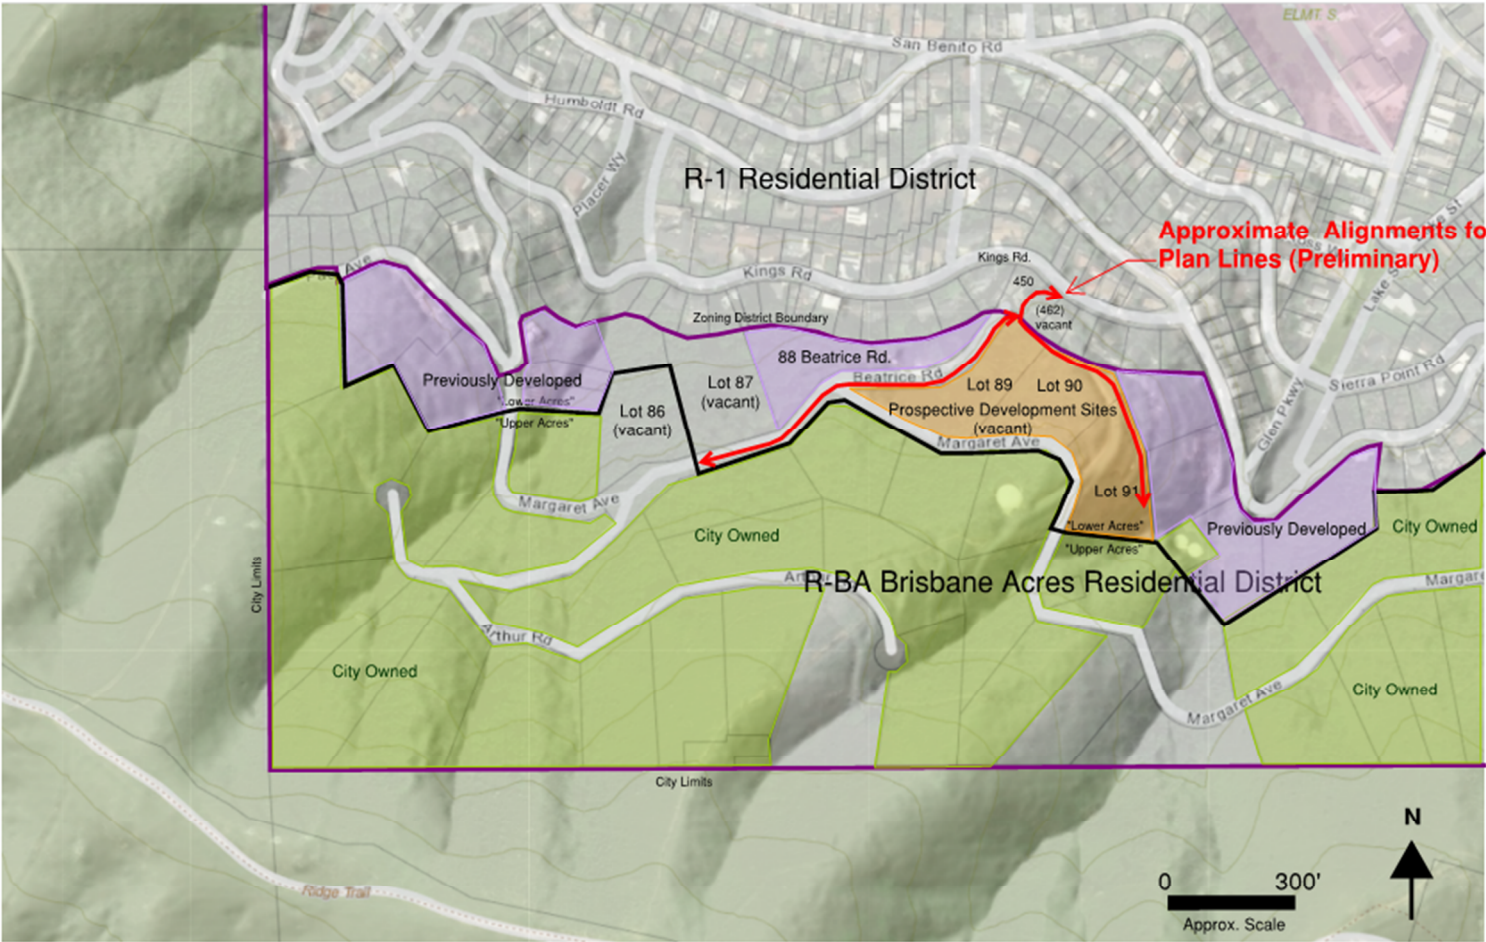 ELMT S
San Benito Rd
Humboldt Rd
Placer Wy
R-1 Residential District
Approximate Alignments fo
Plan Lines (Preliminary)
Ave
Kings Rd.
Kings Rd
450
(462)
vacant
Lake S
St
Zoning District Boundary
88 Beatrice Rd.
Beatrice Rd
Previously Developed
"Lower Acres"
"Upper Acres"
Lot 86
(vacant)
Lot 87
(vacant)
Lot 89
Lot 90
Prospective Development Sites
(vacant)
Margaret Ave
Sierra Point Rd
Glen Pkwy
Lot 91
"Lower Acres"
"Upper Acres"
Margaret Ave
City Owned
Previously Developed
City Owned
R-BA Brisbane Acres Residential District
Margare
City Limits
Arthur Rd
City Owned
Margaret Ave
City Owned
City Limits
Ridge Trail
N
0 300'
Approx. Scale